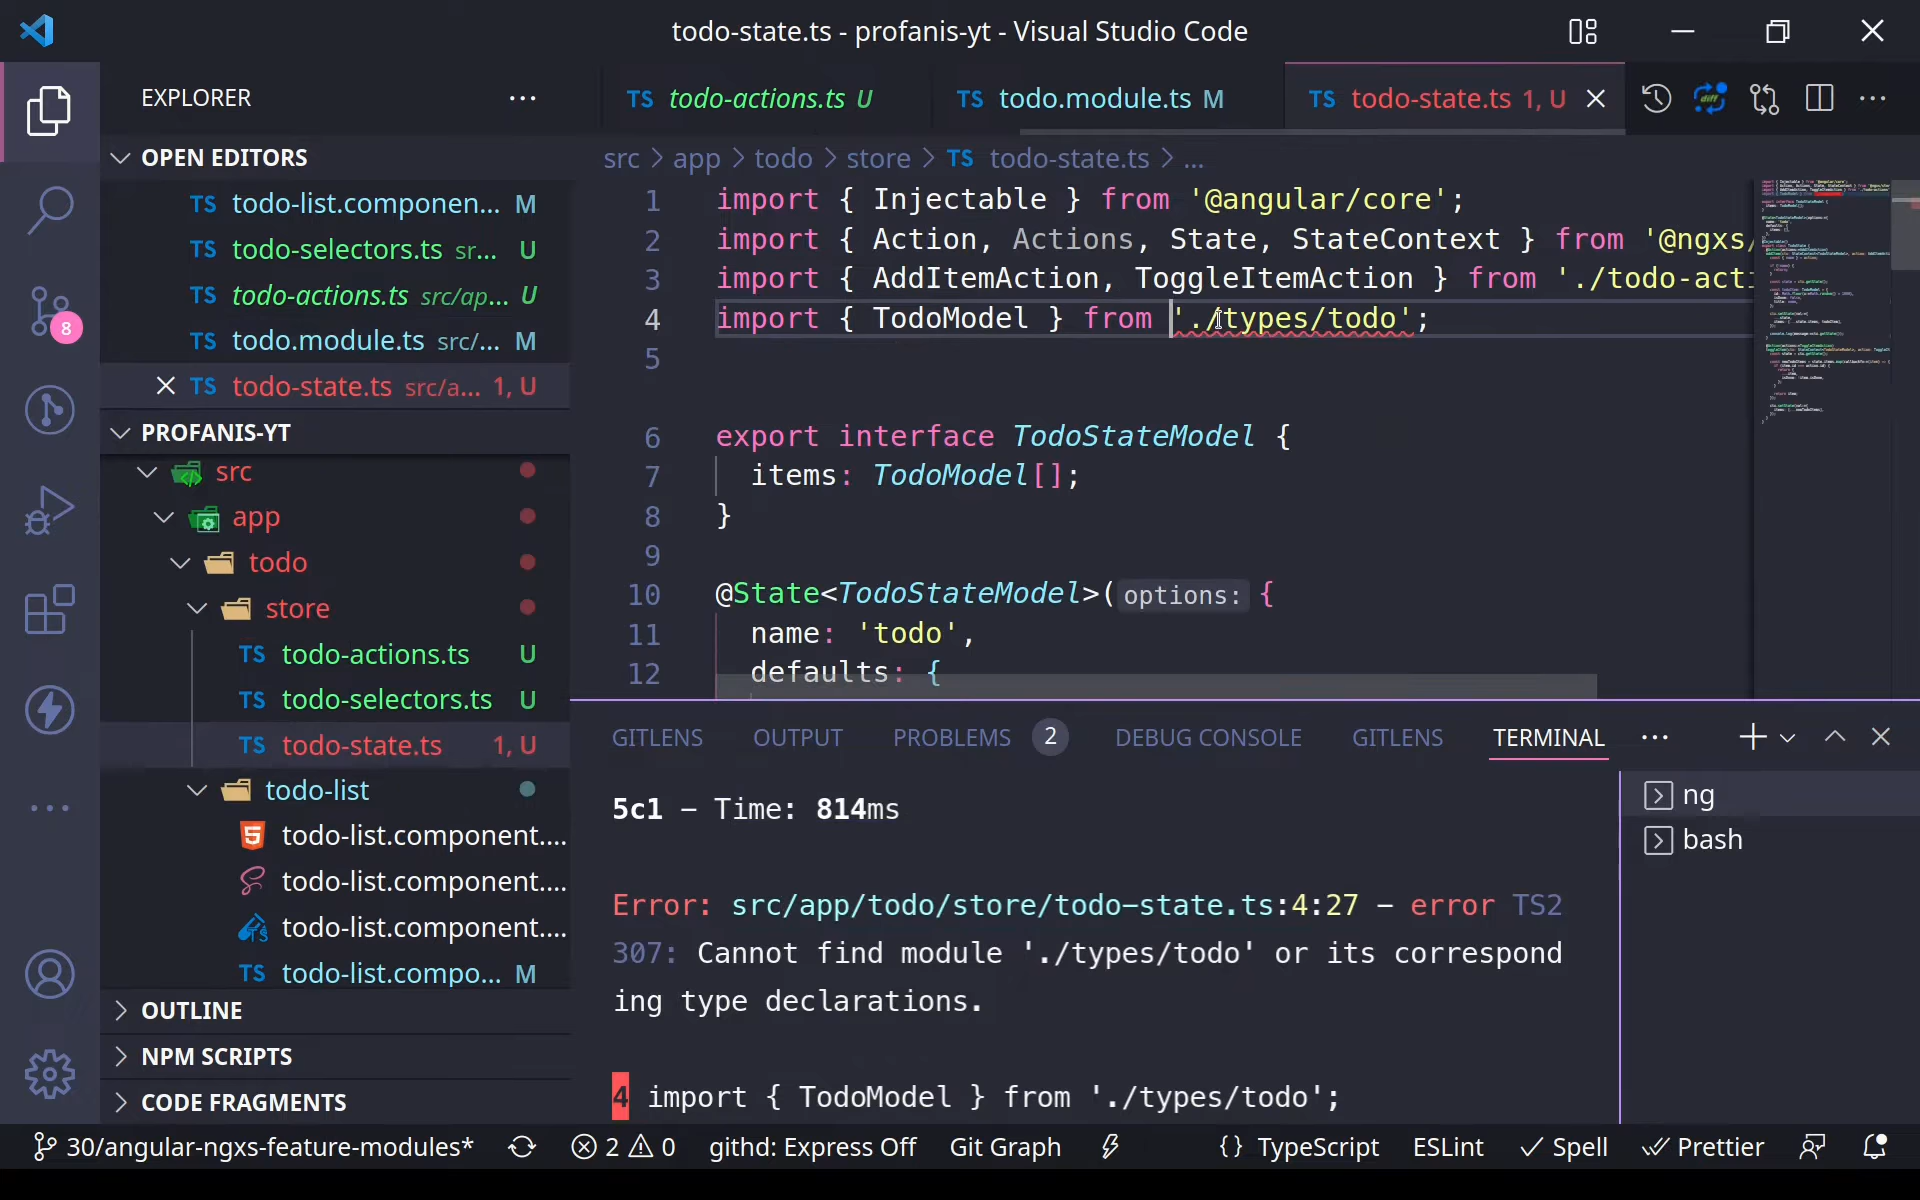 todo-state.ts - profanis-yt - Visual Studio Code
EXPLORER
OPEN EDITORS
TS todo-list.componen... M
TS todo-selectors.ts sr... U
TS todo-actions.ts src/ap... U
TS todo.module.ts src/... M
TS todo-state.ts src/a... 1, U
PROFANIS-YT
src
app
todo
store
TS todo-actions.ts U
TS todo-selectors.ts U
TS todo-state.ts 1, U
todo-list
todo-list.component....
todo-list.component....
todo-list.component....
TS todo-list.compo... M
OUTLINE
NPM SCRIPTS
CODE FRAGMENTS
8
TS todo-actions.ts U
TS todo.module.ts M
TS todo-state.ts 1, U
diff
src > app > todo > store > TS todo-state.ts > ...
1 import { Injectable } from '@angular/core';
2 import { Action, Actions, State, StateContext } from '@ngxs/
3 import { AddItemAction, ToggleItemAction } from './todo-acti
4 import { TodoModel } from './types/todo';
5
6 export interface TodoStateModel {
7 items: TodoModel[];
8 }
9
10 @State<TodoStateModel>( options: {
11 name: 'todo',
12 defaults: {
GITLENS OUTPUT PROBLEMS 2 DEBUG CONSOLE GITLENS TERMINAL
5c1 - Time: 814ms
Error: src/app/todo/store/todo-state.ts:4:27 - error TS2
307: Cannot find module './types/todo' or its correspond
ing type declarations.
4 import { TodoModel } from './types/todo';
ng
bash
30/angular-ngxs-feature-modules* 2 0 githd: Express Off Git Graph {} TypeScript ESLint Spell Prettier